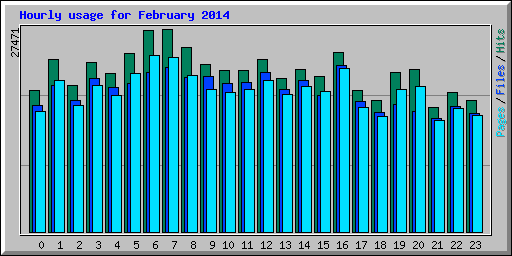 Hourly usage for February 2014
27471
Pages / Files / Hits
0 1 2 3 4 5 6 7 8 9 10 11 12 13 14 15 16 17 18 19 20 21 22 23